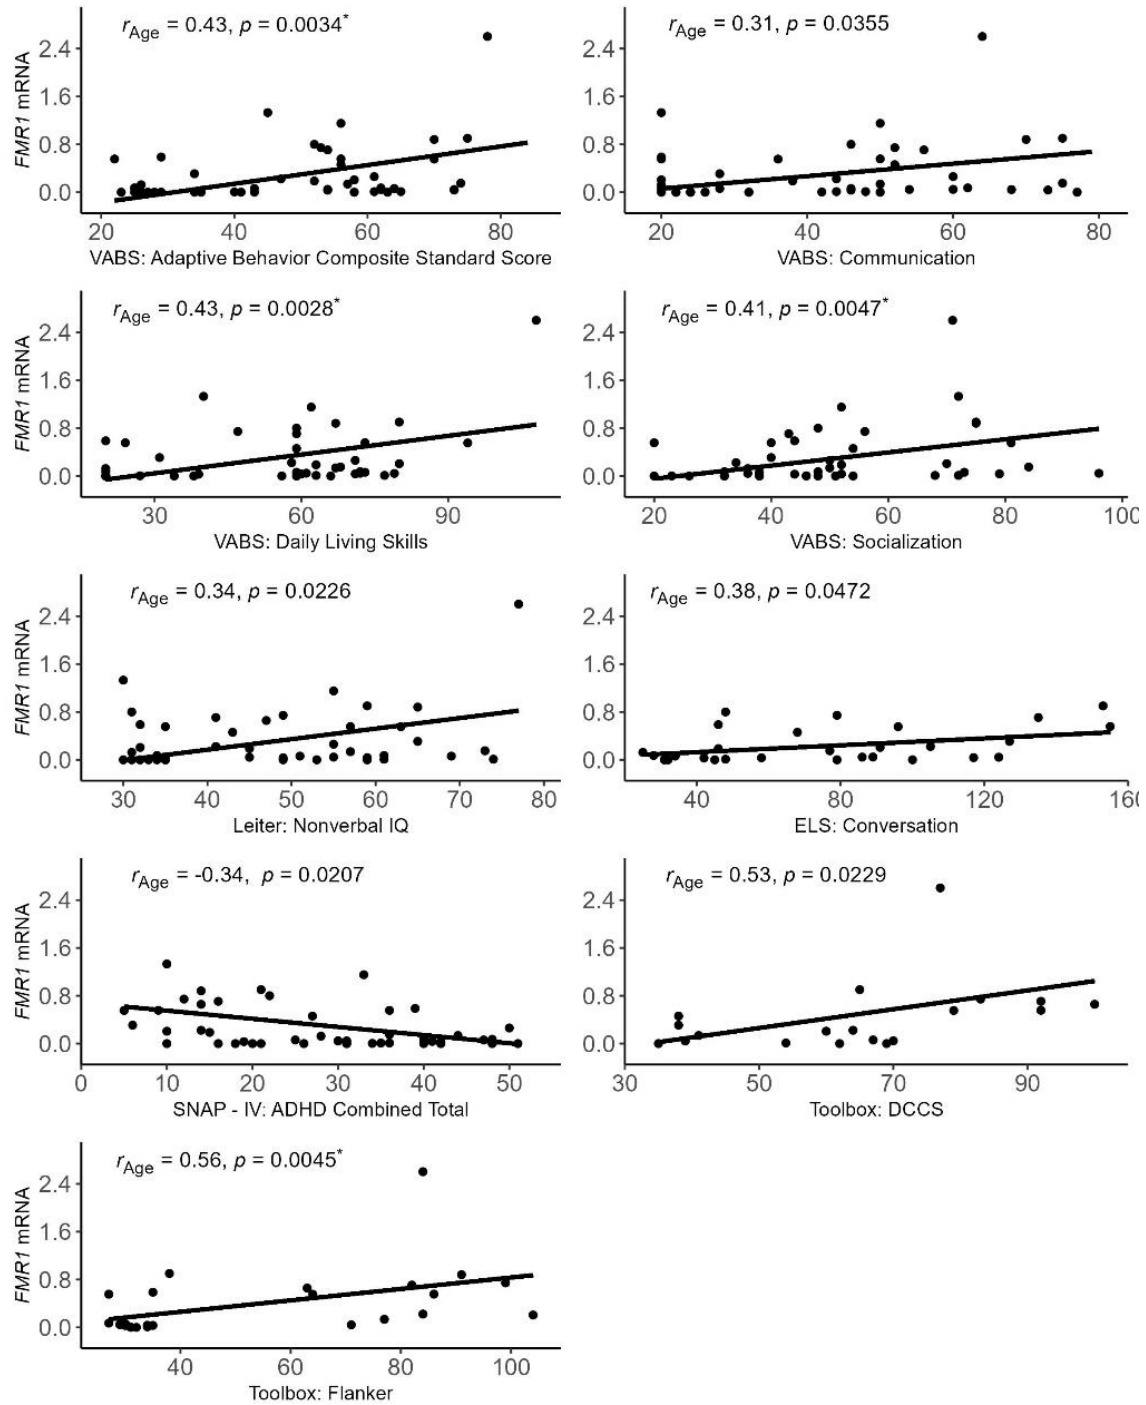 r_Age = 0.43, p = 0.0034*
FMR1 mRNA
2.4
1.6
0.8
0.0
20 40 60 80
VABS: Adaptive Behavior Composite Standard Score
r_Age = 0.31, p = 0.0355
2.4
1.6
0.8
0.0
20 40 60 80
VABS: Communication
r_Age = 0.43, p = 0.0028*
FMR1 mRNA
2.4
1.6
0.8
0.0
30 60 90
VABS: Daily Living Skills
r_Age = 0.41, p = 0.0047*
2.4
1.6
0.8
0.0
20 40 60 80 100
VABS: Socialization
r_Age = 0.34, p = 0.0226
FMR1 mRNA
2.4
1.6
0.8
0.0
30 40 50 60 70 80
Leiter: Nonverbal IQ
r_Age = 0.38, p = 0.0472
2.4
1.6
0.8
0.0
40 80 120 160
ELS: Conversation
r_Age = -0.34, p = 0.0207
FMR1 mRNA
2.4
1.6
0.8
0.0
0 10 20 30 40 50
SNAP - IV: ADHD Combined Total
r_Age = 0.53, p = 0.0229
2.4
1.6
0.8
0.0
30 50 70 90
Toolbox: DCCS
r_Age = 0.56, p = 0.0045*
FMR1 mRNA
2.4
1.6
0.8
0.0
40 60 80 100
Toolbox: Flanker